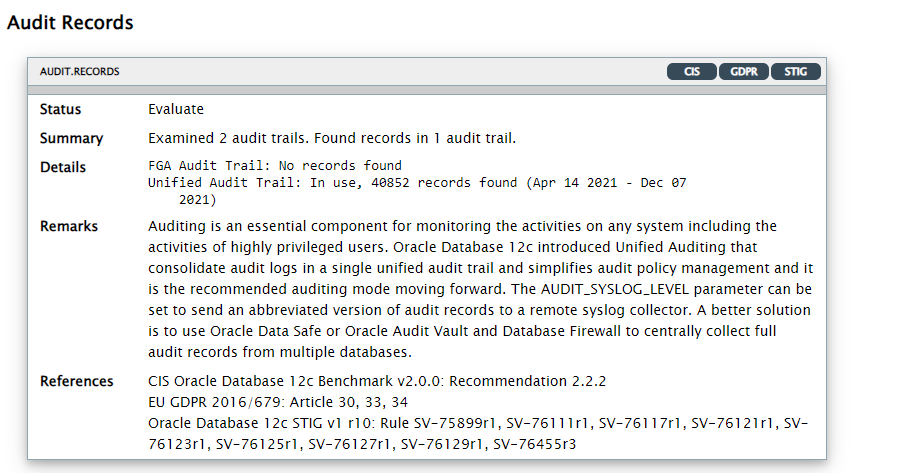 Audit Records
AUDIT.RECORDS CIS GDPR STIG
Status Evaluate
Summary Examined 2 audit trails. Found records in 1 audit trail.
Details FGA Audit Trail: No records found
Unified Audit Trail: In use, 40852 records found (Apr 14 2021 - Dec 07
2021)
Remarks Auditing is an essential component for monitoring the activities on any system including the
activities of highly privileged users. Oracle Database 12c introduced Unified Auditing that
consolidate audit logs in a single unified audit trail and simplifies audit policy management and it
is the recommended auditing mode moving forward. The AUDIT_SYSLOG_LEVEL parameter can be
set to send an abbreviated version of audit records to a remote syslog collector. A better solution
is to use Oracle Data Safe or Oracle Audit Vault and Database Firewall to centrally collect full
audit records from multiple databases.
References CIS Oracle Database 12c Benchmark v2.0.0: Recommendation 2.2.2
EU GDPR 2016/679: Article 30, 33, 34
Oracle Database 12c STIG v1 r10: Rule SV-75899r1, SV-76111r1, SV-76117r1, SV-76121r1, SV-
76123r1, SV-76125r1, SV-76127r1, SV-76129r1, SV-76455r3